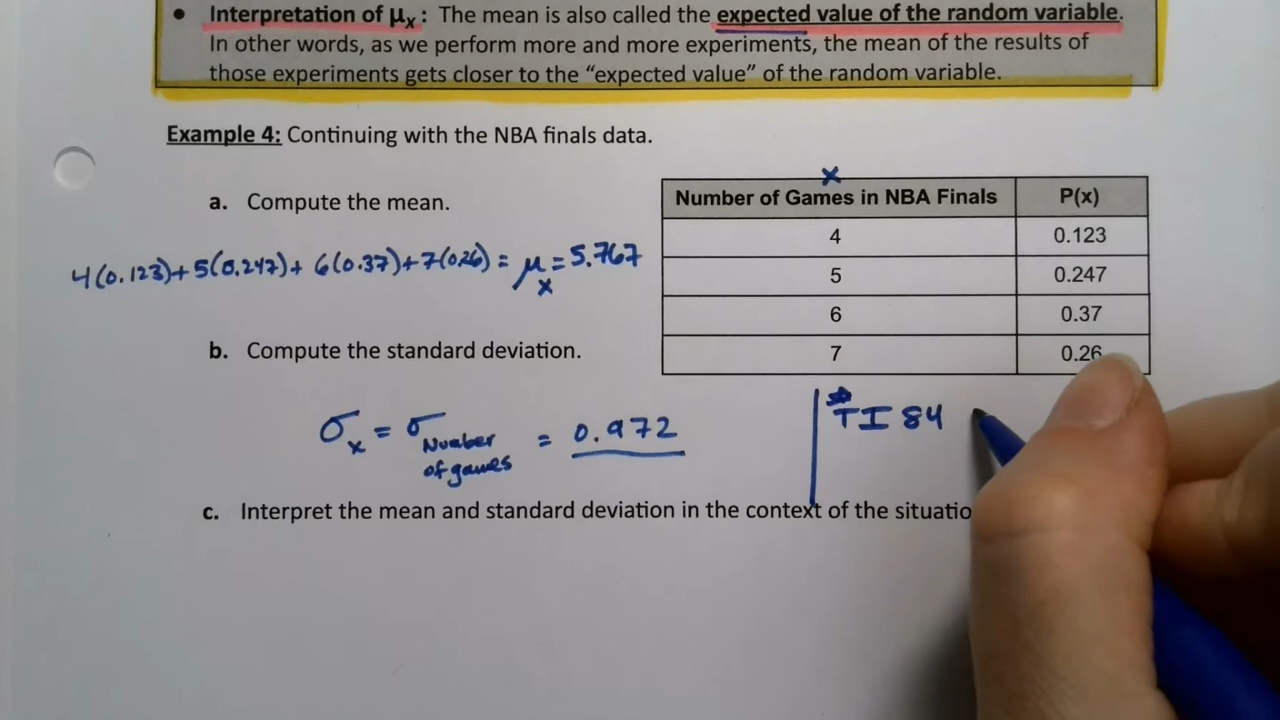 • Interpretation of μx : The mean is also called the expected value of the random variable.
In other words, as we perform more and more experiments, the mean of the results of
those experiments gets closer to the “expected value” of the random variable.
Example 4: Continuing with the NBA finals data.
a. Compute the mean.
4(0.123)+5(0.247)+ 6(0.37)+7(0.26) = μx = 5.767
x
Number of Games in NBA Finals P(x)
4 0.123
5 0.247
6 0.37
7 0.26
b. Compute the standard deviation.
σx = σ Number of games = 0.972
TI 84
c. Interpret the mean and standard deviation in the context of the